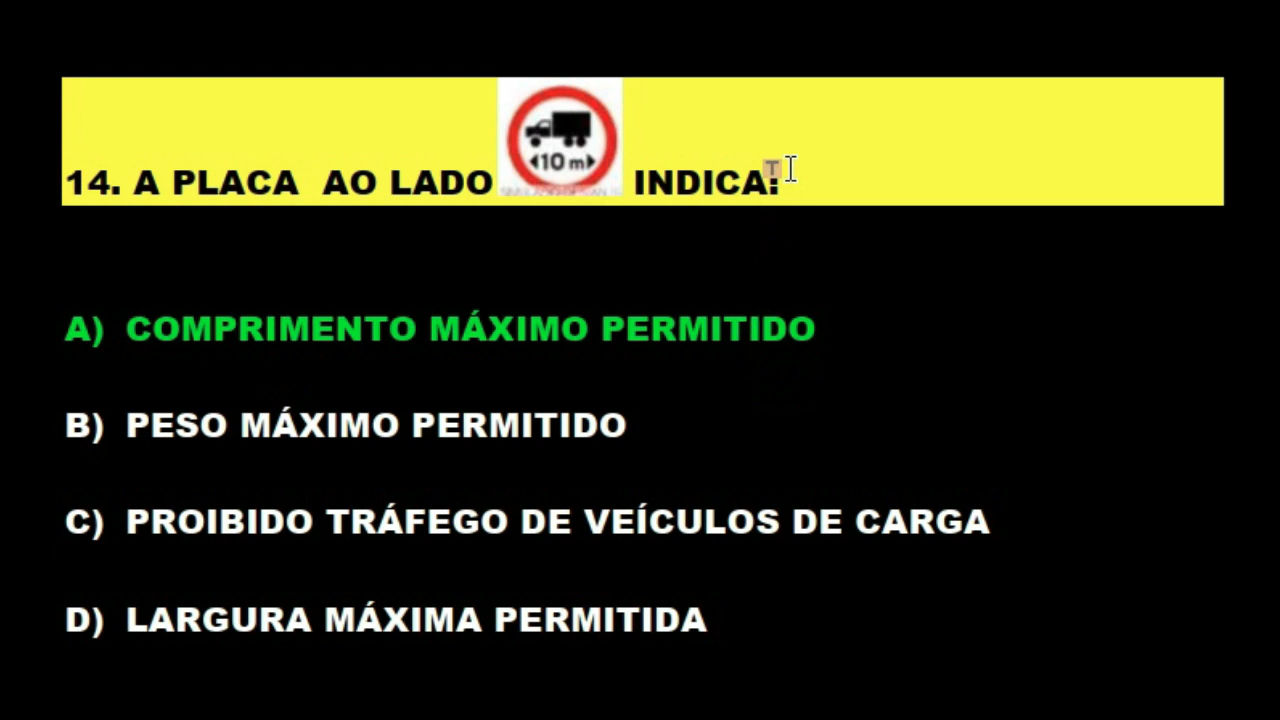 14. A PLACA AO LADO 10 m INDICA:
A) COMPRIMENTO MÁXIMO PERMITIDO
B) PESO MÁXIMO PERMITIDO
C) PROIBIDO TRÁFEGO DE VEÍCULOS DE CARGA
D) LARGURA MÁXIMA PERMITIDA